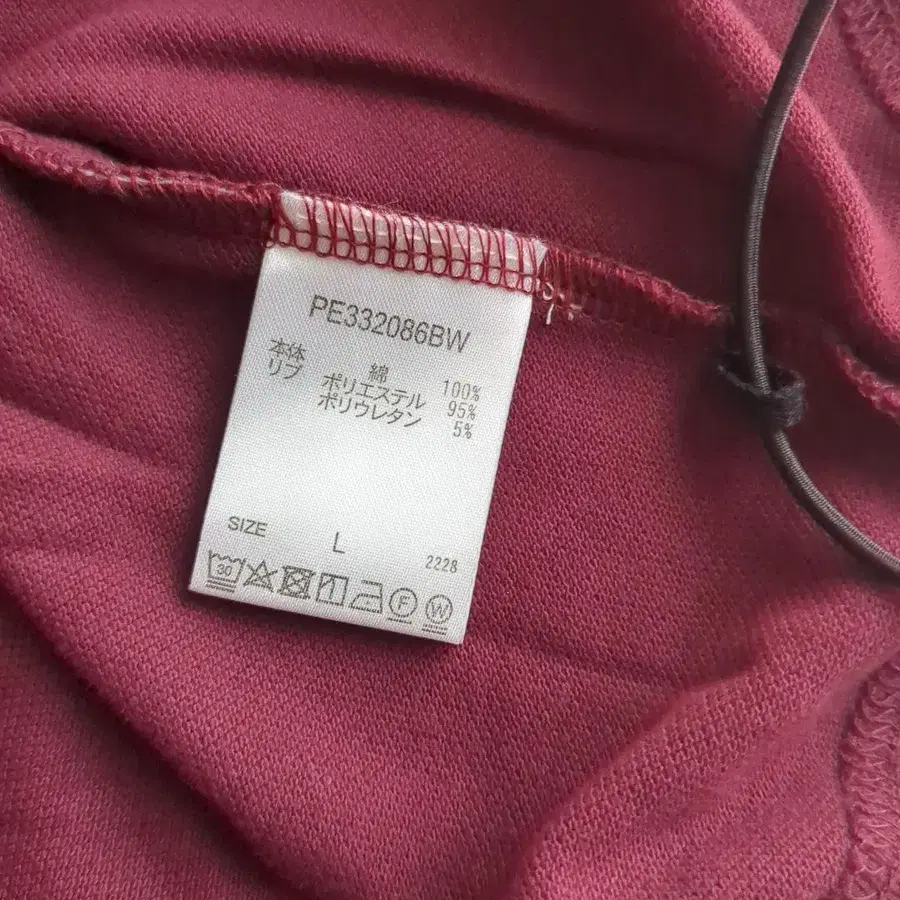 PE332086BW
本体 綿 100%
リブ ポリエステル 95%
ポリウレタン 5%
SIZE L 2228
30 F W